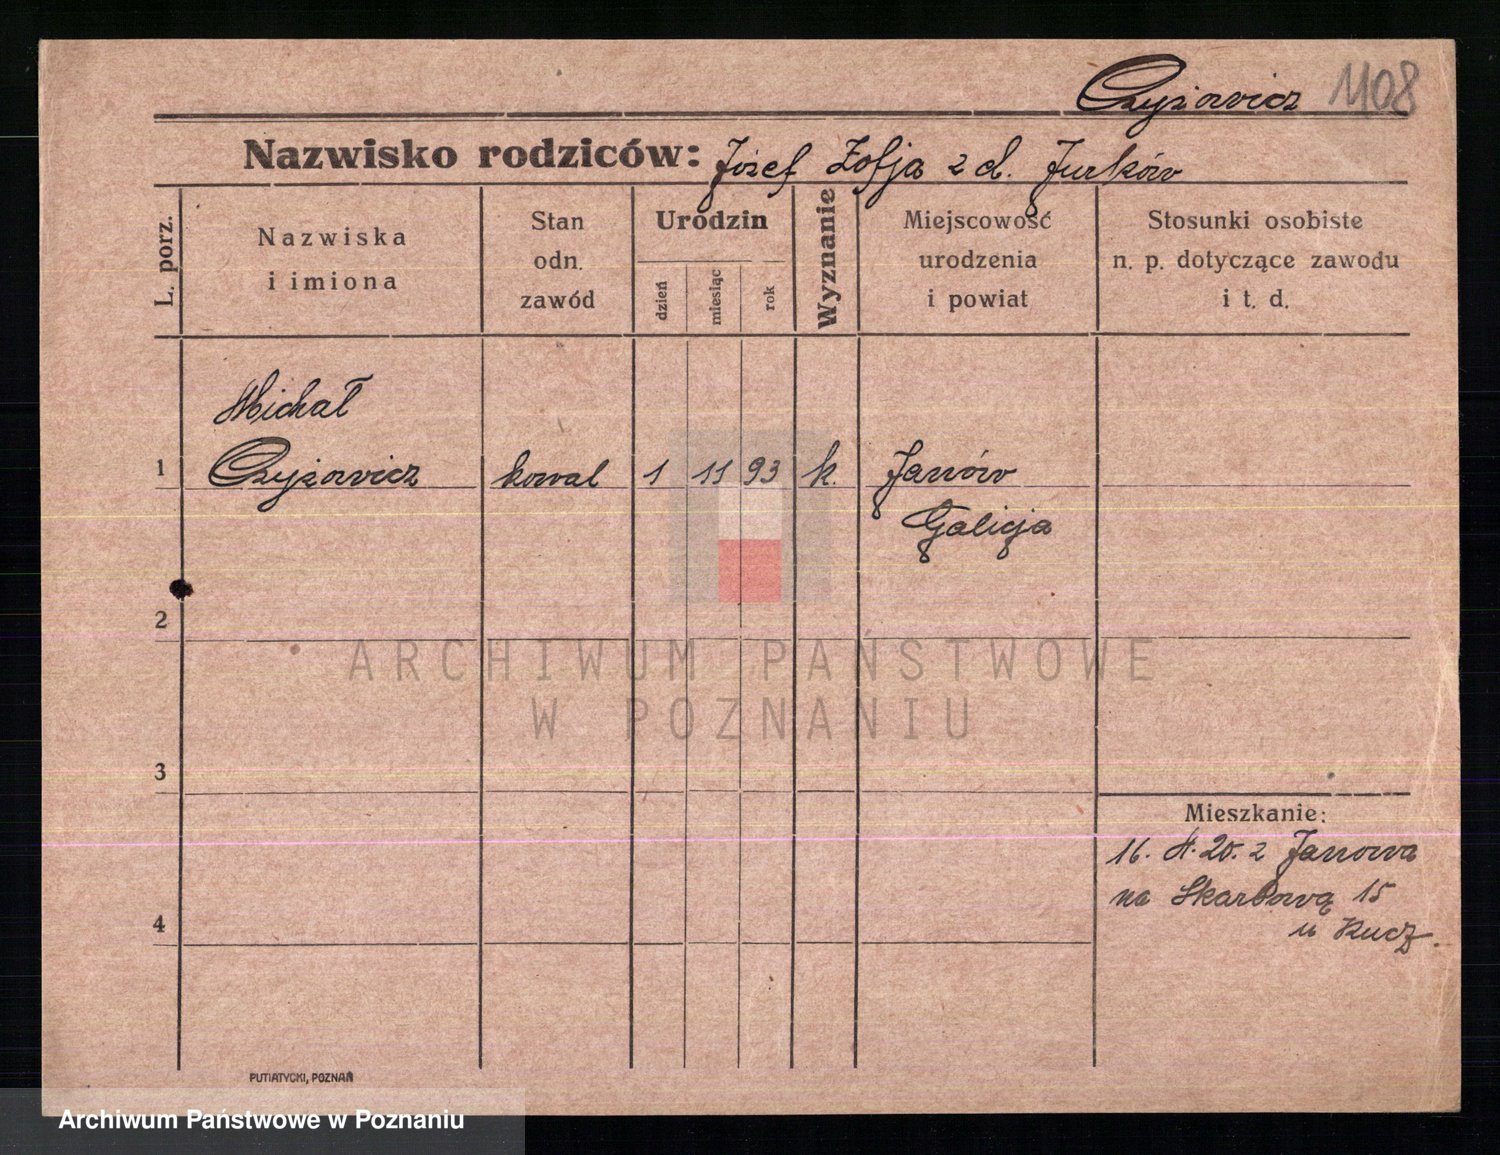 Czyżowicz 1108
Nazwisko rodziców: Józef Zofja z d. Jurków
L. porz.
Nazwiska
i imiona
Stan
odn.
zawód
Urodzin
dzień
miesiąc
rok
Wyznanie
Miejscowość
urodzenia
i powiat
Stosunki osobiste
n. p. dotyczące zawodu
i t. d.
Michał
1 Czyżowicz kowal 1 11 93 k. Janów
Galicja
2
ARCHIWUM PAŃSTWOWE
W POZNANIU
3
Mieszkanie:
16. 4. 20. z Janowa
na Skarbową 15
4
u
PUTIATYCKI, POZNAŃ
Archiwum Państwowe w Poznaniu